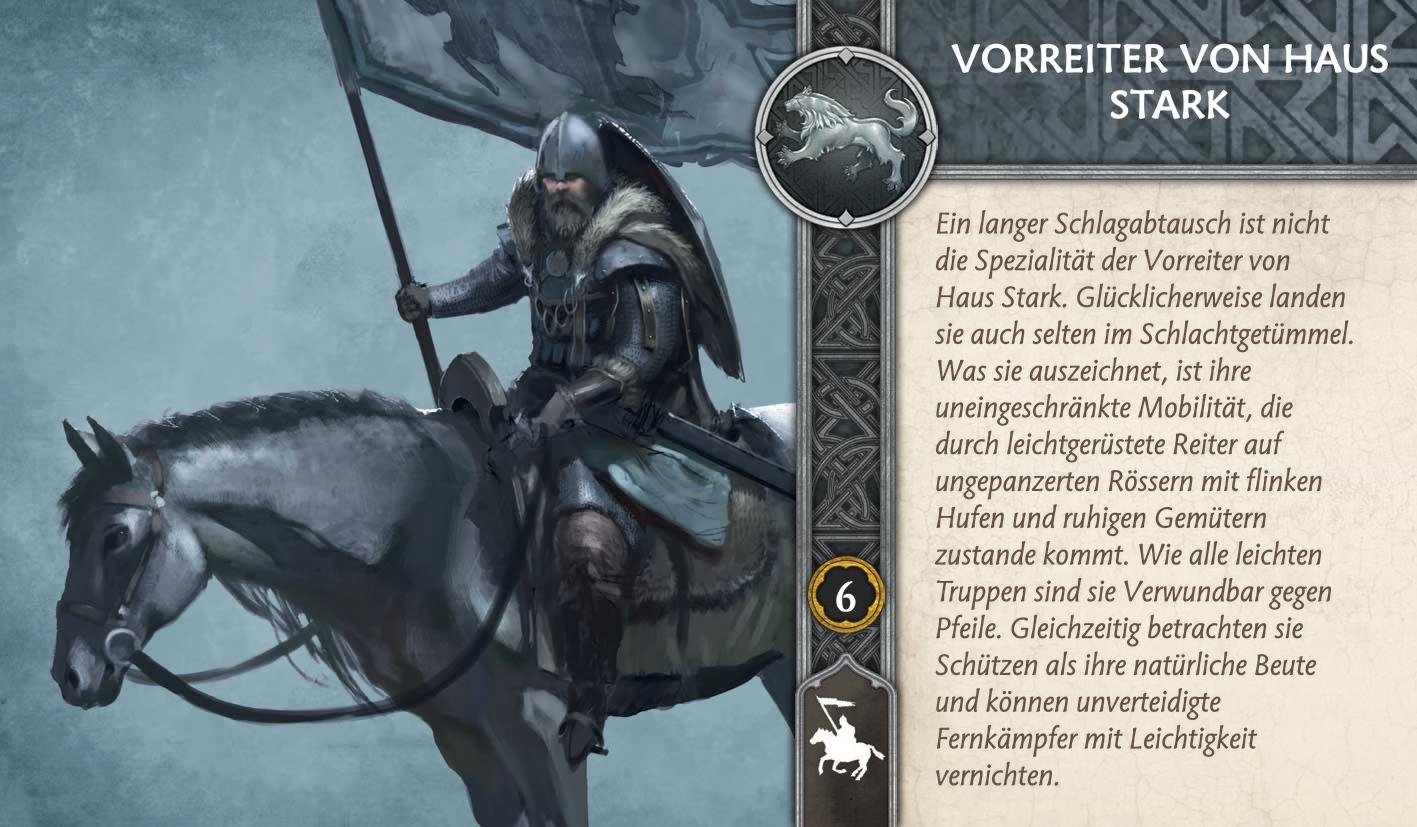 VORREITER VON HAUS
STARK
Ein langer Schlagabtausch ist nicht
die Spezialität der Vorreiter von
Haus Stark. Glücklicherweise landen
sie auch selten im Schlachtgetümmel.
Was sie auszeichnet, ist ihre
uneingeschränkte Mobilität, die
durch leichtgerüstete Reiter auf
ungepanzerten Rössern mit flinken
Hufen und ruhigen Gemütern
zustande kommt. Wie alle leichten
Truppen sind sie Verwundbar gegen
Pfeile. Gleichzeitig betrachten sie
Schützen als ihre natürliche Beute
und können unverteidigte
Fernkämpfer mit Leichtigkeit
vernichten.
6